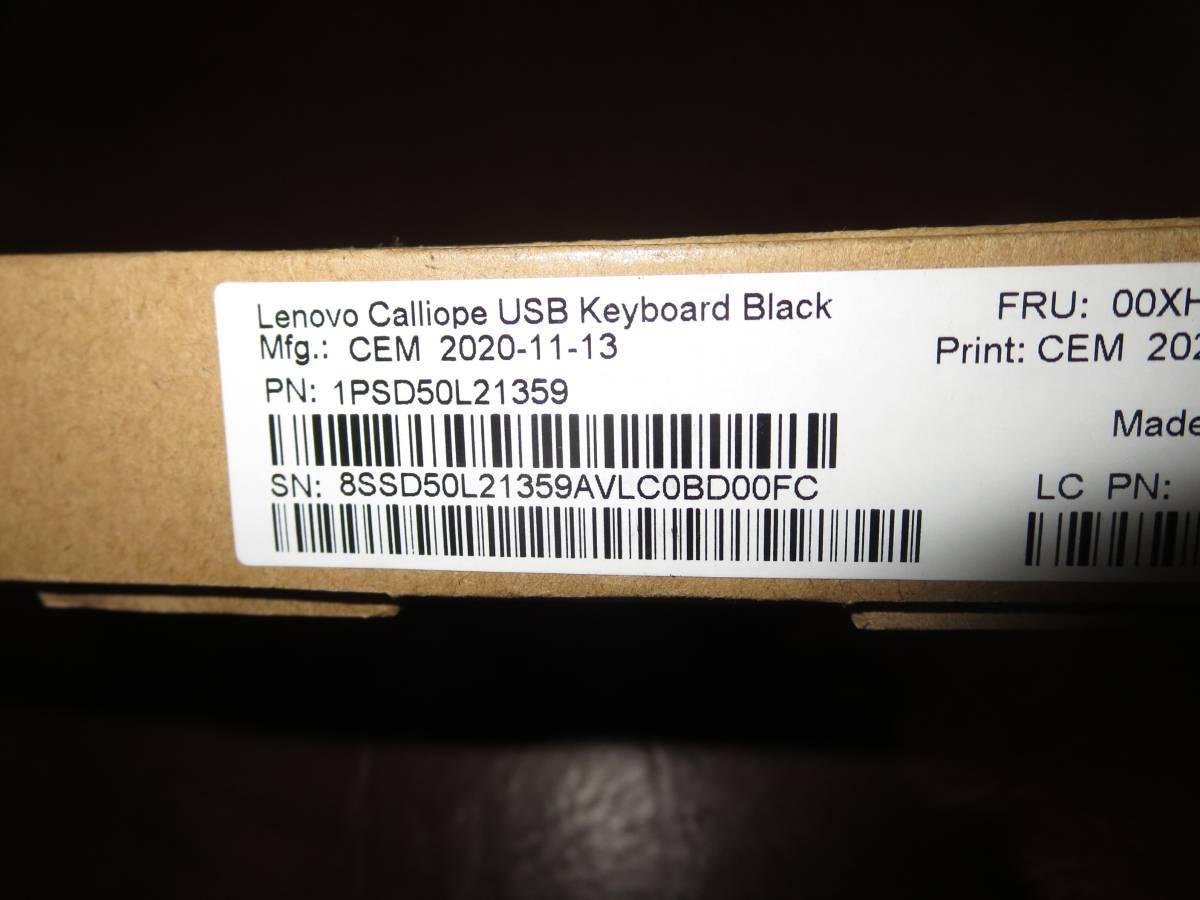 Lenovo Calliope USB Keyboard Black
Mfg.: CEM 2020-11-13
PN: 1PSD50L21359
SN: 8SSD50L21359AVLC0BD00FC
FRU: 00XH
Print: CEM 202
Made
LC PN: